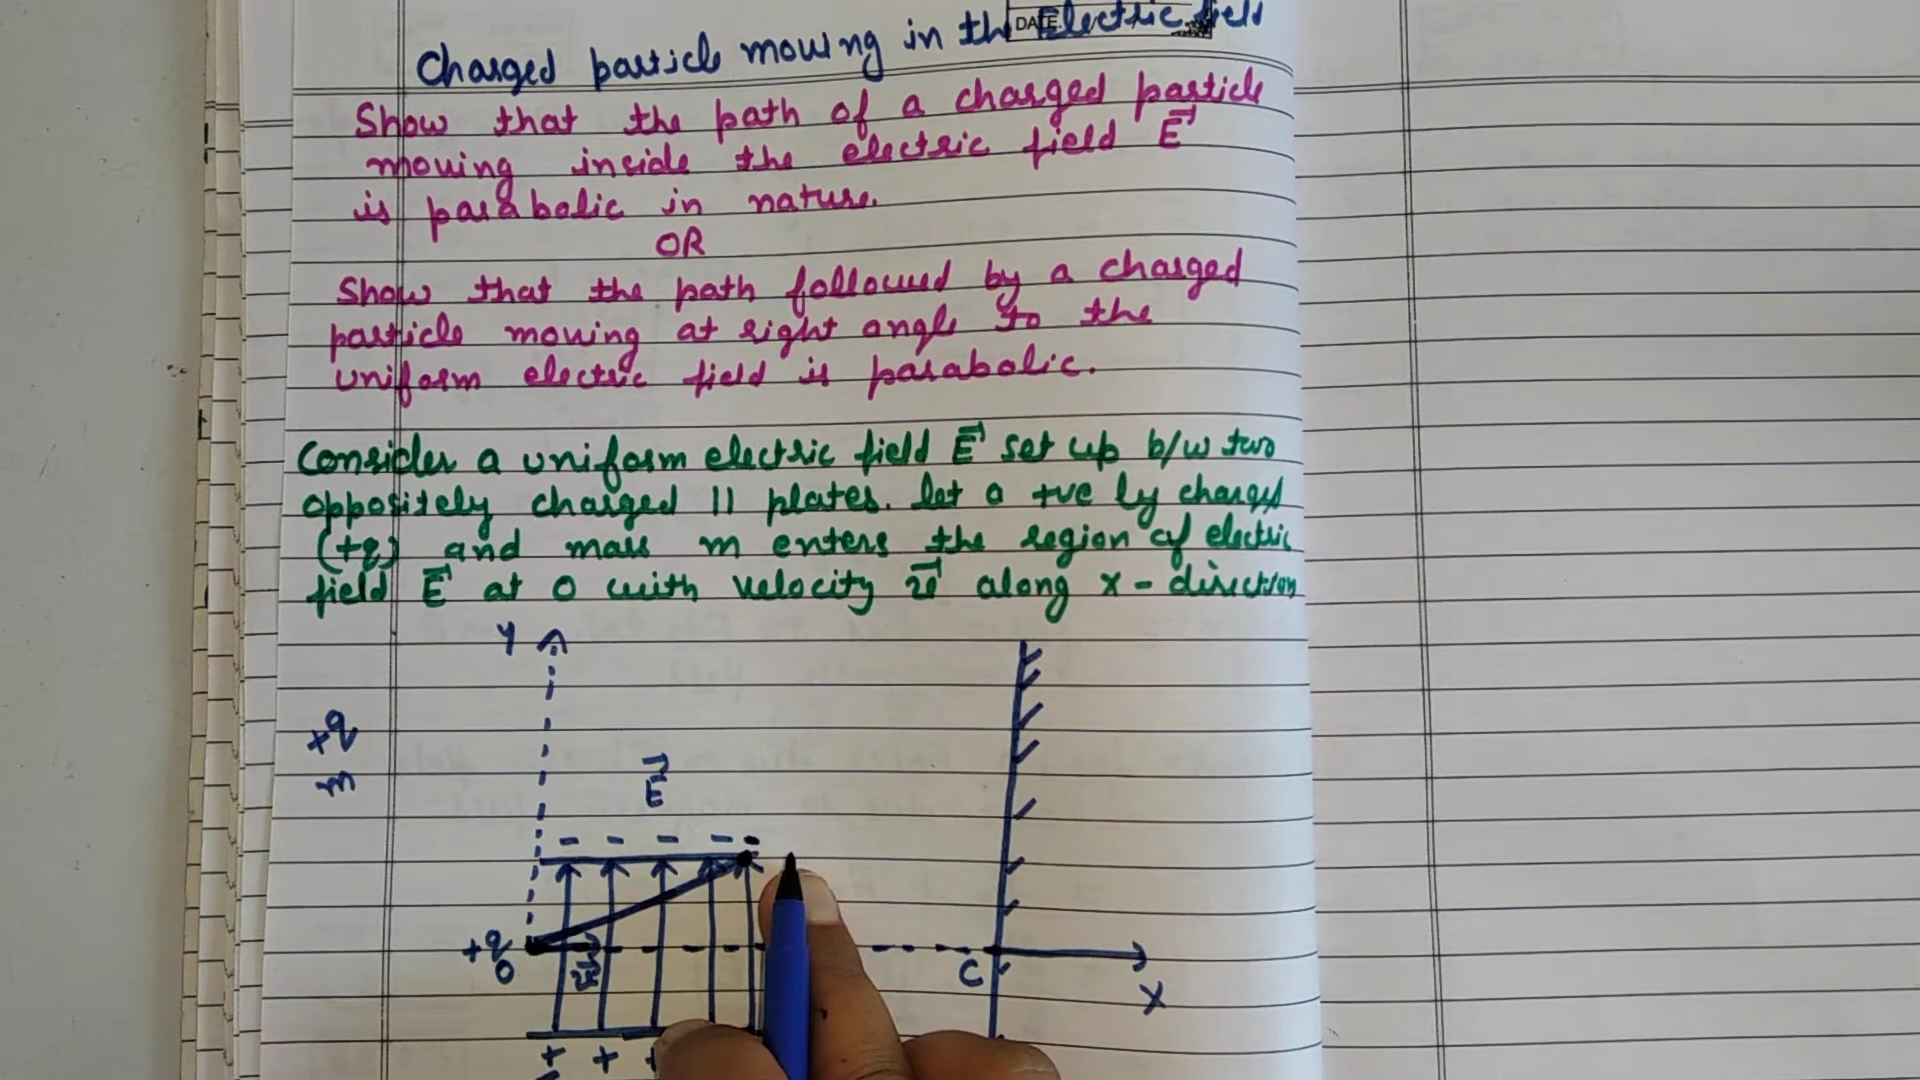 DATE
Charged particle moving in the Electric field
Show that the path of a charged particle
moving inside the electric field E⃗
is parabolic in nature.
OR
Show that the path followed by a charged
particle moving at right angle to the
uniform electric field is parabolic.
Consider a uniform electric field E⃗ set up b/w two
oppositely charged || plates. let a +ve ly charged
(+q) and mass m enters the region of electric
field E⃗ at O with velocity v⃗ along x - direction
Y
+q
m
E⃗
- - - - -
+q
O
v⃗
C
X
+ +